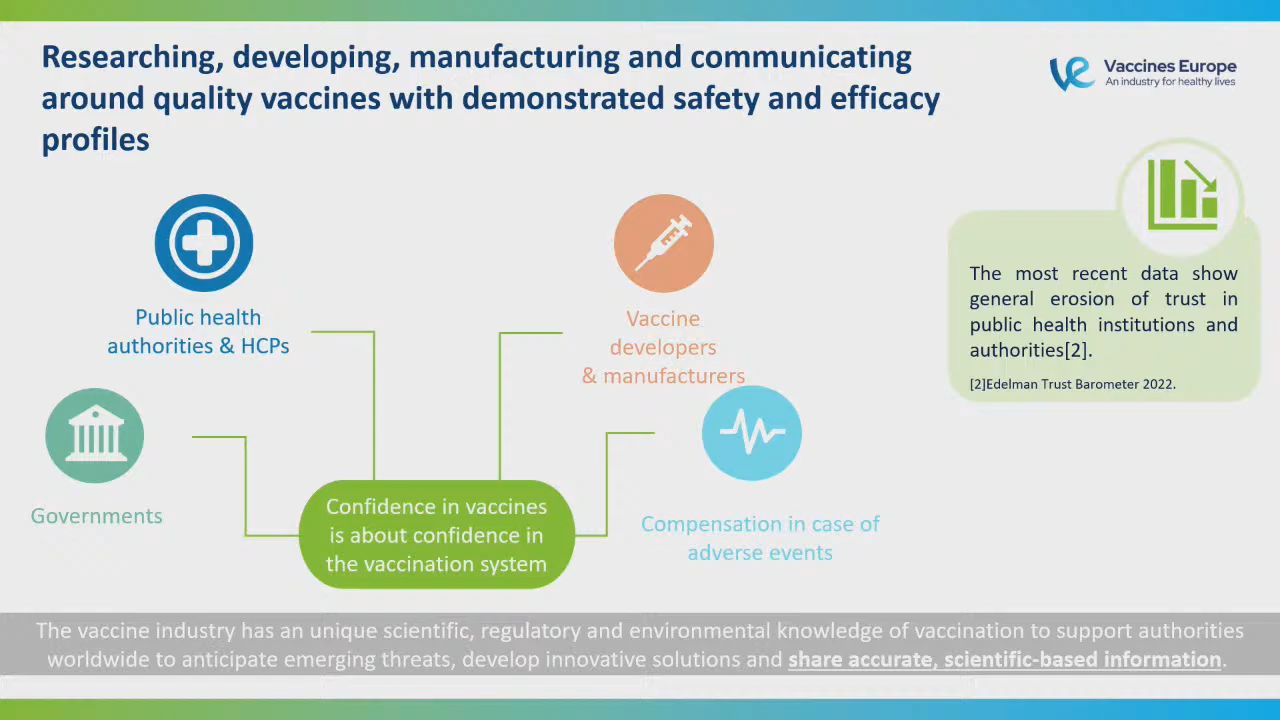 Researching, developing, manufacturing and communicating
around quality vaccines with demonstrated safety and efficacy
profiles
Vaccines Europe
An industry for healthy lives
Public health
authorities & HCPs
Vaccine
developers
& manufacturers
Governments
Confidence in vaccines
is about confidence in
the vaccination system
Compensation in case of
adverse events
The most recent data show
general erosion of trust in
public health institutions and
authorities[2].
[2]Edelman Trust Barometer 2022.
The vaccine industry has an unique scientific, regulatory and environmental knowledge of vaccination to support authorities
worldwide to anticipate emerging threats, develop innovative solutions and share accurate, scientific-based information.